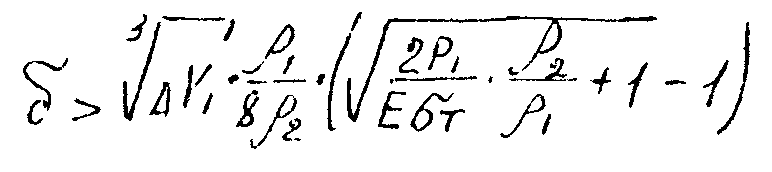 δ > ∛(ΔV₁) · ρ₁/(8ρ₂) · (√(2P₁/(Eσт) · ρ₂/ρ₁ + 1) − 1)